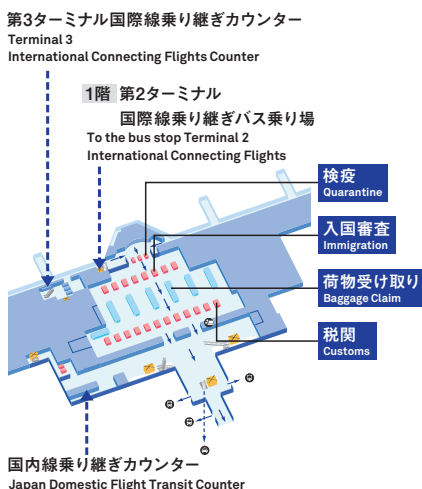 第3ターミナル国際線乗り継ぎカウンター
Terminal 3
International Connecting Flights Counter
1階 第2ターミナル
国際線乗り継ぎバス乗り場
To the bus stop Terminal 2
International Connecting Flights
検疫
Quarantine
入国審査
Immigration
荷物受け取り
Baggage Claim
税関
Customs
国内線乗り継ぎカウンター
Japan Domestic Flight Transit Counter